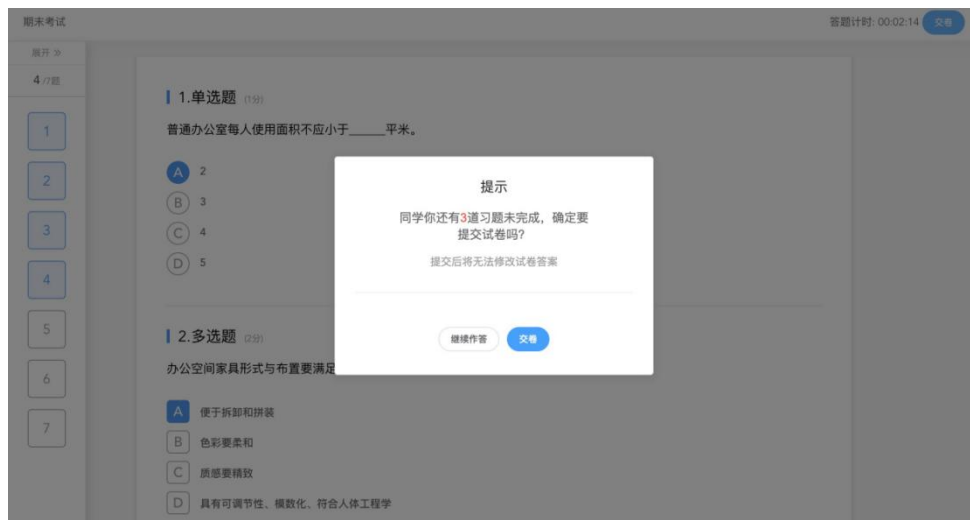 期末考试
答题计时: 00:02:14 交卷
展开 »
4 /7题
1
2
3
4
5
6
7
1.单选题 (1分)
普通办公室每人使用面积不应小于_____平米。
A 2
B 3
C 4
D 5
2.多选题 (2分)
办公空间家具形式与布置要满足
A 便于拆卸和拼装
B 色彩要柔和
C 质感要精致
D 具有可调节性、模数化、符合人体工程学
提示
同学你还有3道习题未完成，确定要
提交试卷吗?
提交后将无法修改试卷答案
继续作答 交卷